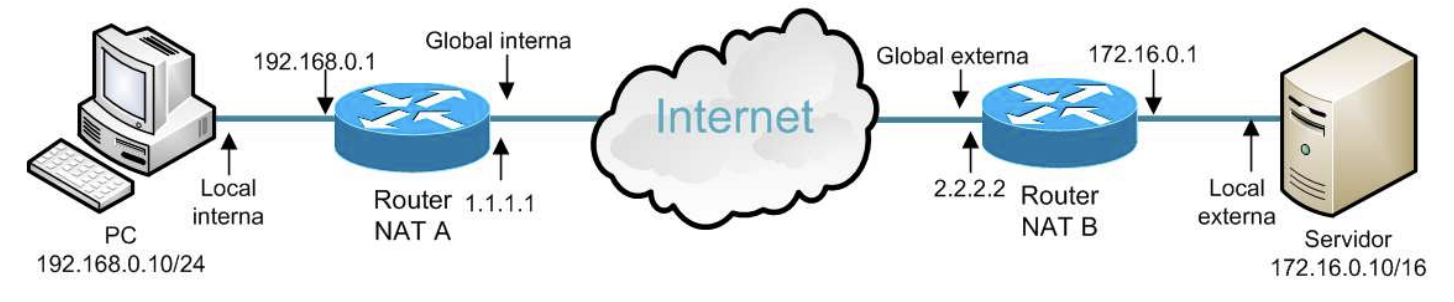 Global interna
192.168.0.1
Global externa
172.16.0.1
Internet
Local
interna
Router
NAT A
1.1.1.1
2.2.2.2
Router
NAT B
Local
externa
PC
192.168.0.10/24
Servidor
172.16.0.10/16